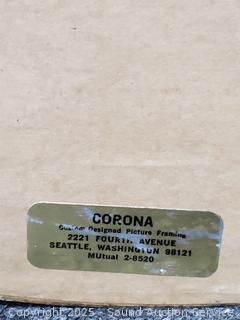 CORONA
Custom Designed Picture Framing
2221 FOURTH AVENUE
SEATTLE, WASHINGTON 98121
MUtual 2-8520
Copyright 2025 - Sound Auction Service